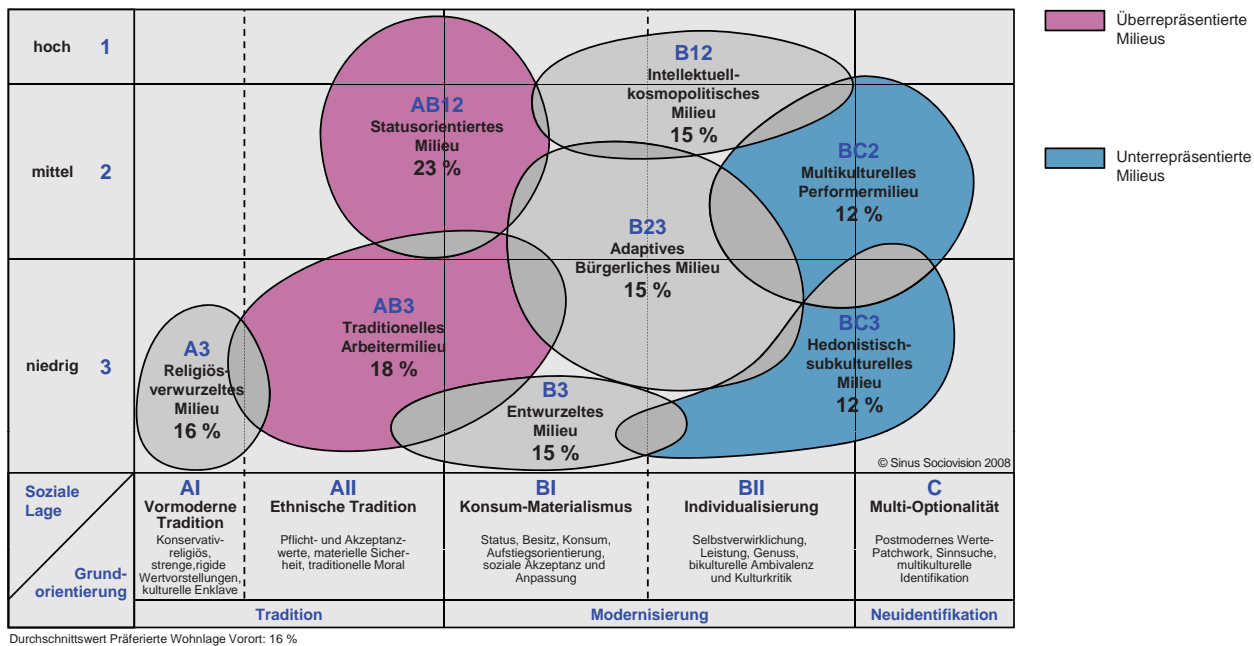 hoch 1
mittel 2
niedrig 3
AB12
Statusorientiertes
Milieu
23 %
B12
Intellektuell-
kosmopolitisches
Milieu
15 %
BC2
Multikulturelles
Performermilieu
12 %
B23
Adaptives
Bürgerliches Milieu
15 %
AB3
Traditionelles
Arbeitermilieu
18 %
A3
Religiös-
verwurzeltes
Milieu
16 %
B3
Entwurzeltes
Milieu
15 %
BC3
Hedonistisch-
subkulturelles
Milieu
12 %
© Sinus Sociovision 2008
Überrepräsentierte
Milieus
Unterrepräsentierte
Milieus
Soziale
Lage
Grund-
orientierung
AI
Vormoderne
Tradition
Konservativ-
religiös,
strenge,rigide
Wertvorstellungen,
kulturelle Enklave
AII
Ethnische Tradition
Pflicht- und Akzeptanz-
werte, materielle Sicher-
heit, traditionelle Moral
BI
Konsum-Materialismus
Status, Besitz, Konsum,
Aufstiegsorientierung,
soziale Akzeptanz und
Anpassung
BII
Individualisierung
Selbstverwirklichung,
Leistung, Genuss,
bikulturelle Ambivalenz
und Kulturkritik
C
Multi-Optionalität
Postmodernes Werte-
Patchwork, Sinnsuche,
multikulturelle
Identifikation
Tradition
Modernisierung
Neuidentifikation
Durchschnittswert Präferierte Wohnlage Vorort: 16 %